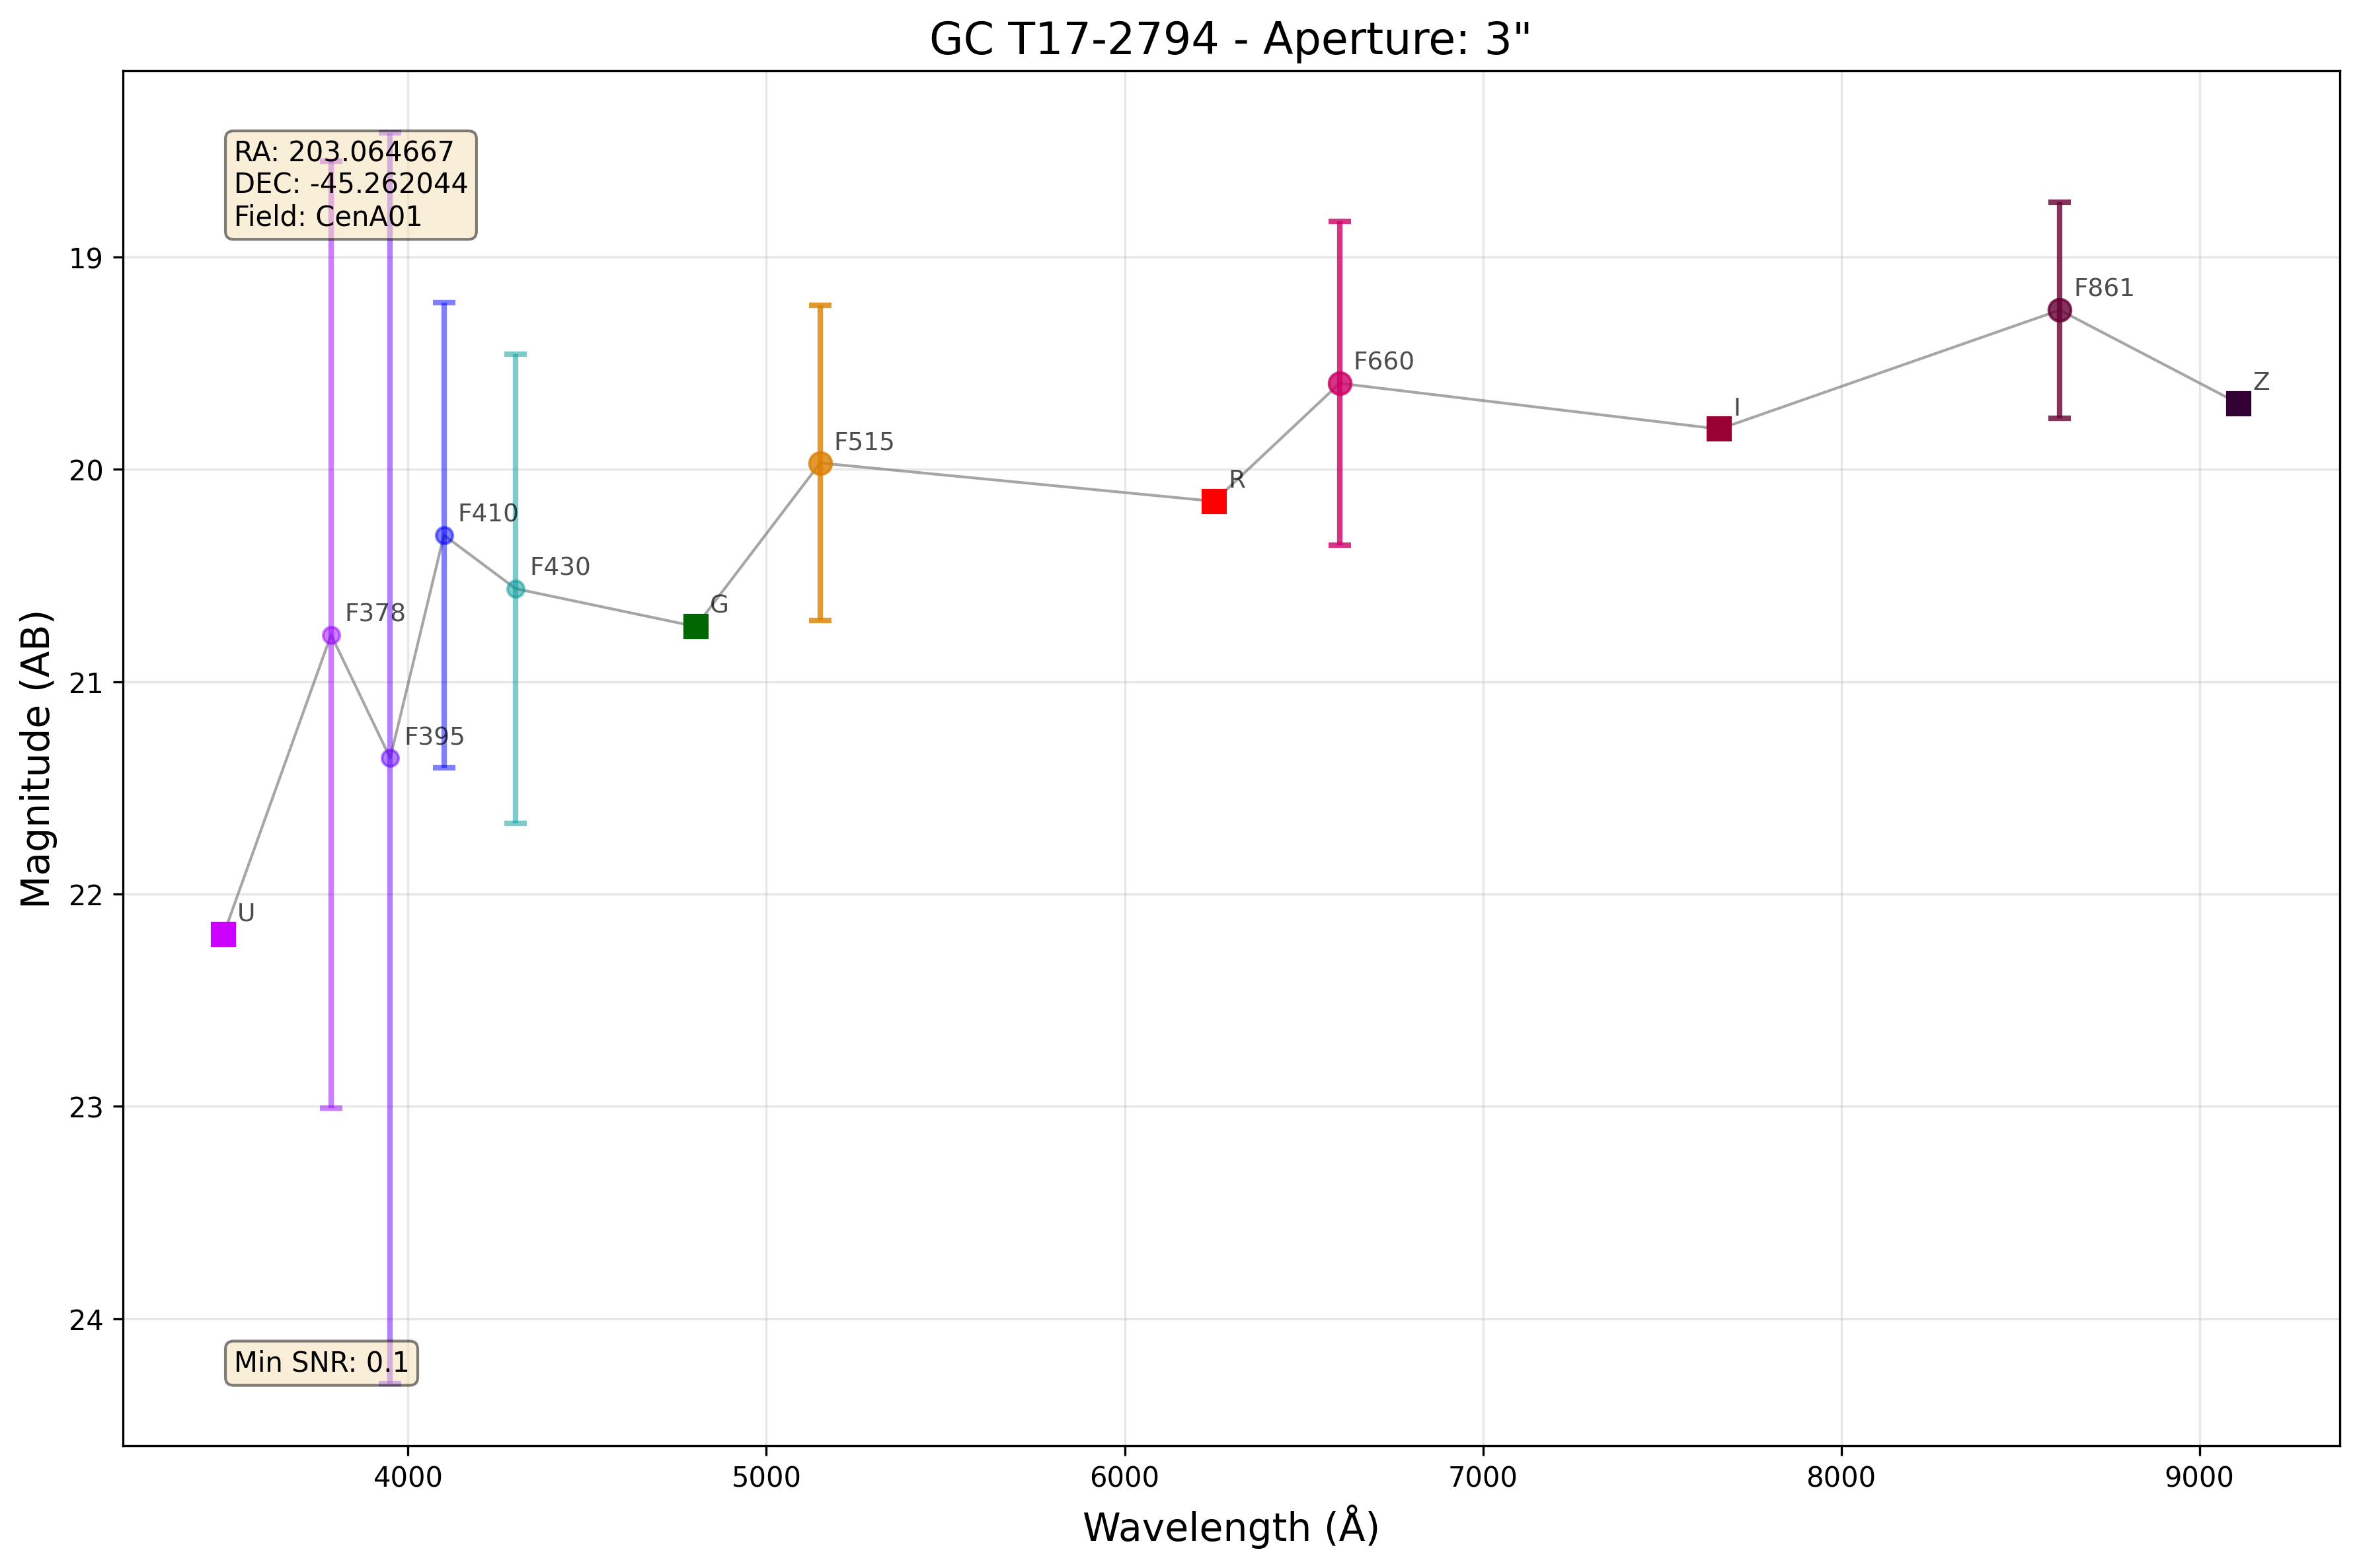 GC T17-2794 - Aperture: 3"
RA: 203.064667
DEC: -45.262044
Field: CenA01
19
20
21
22
23
24
Magnitude (AB)
U
F378
F395
F410
F430
G
F515
R
F660
I
F861
Z
Min SNR: 0.1
4000
5000
6000
7000
8000
9000
Wavelength (Å)